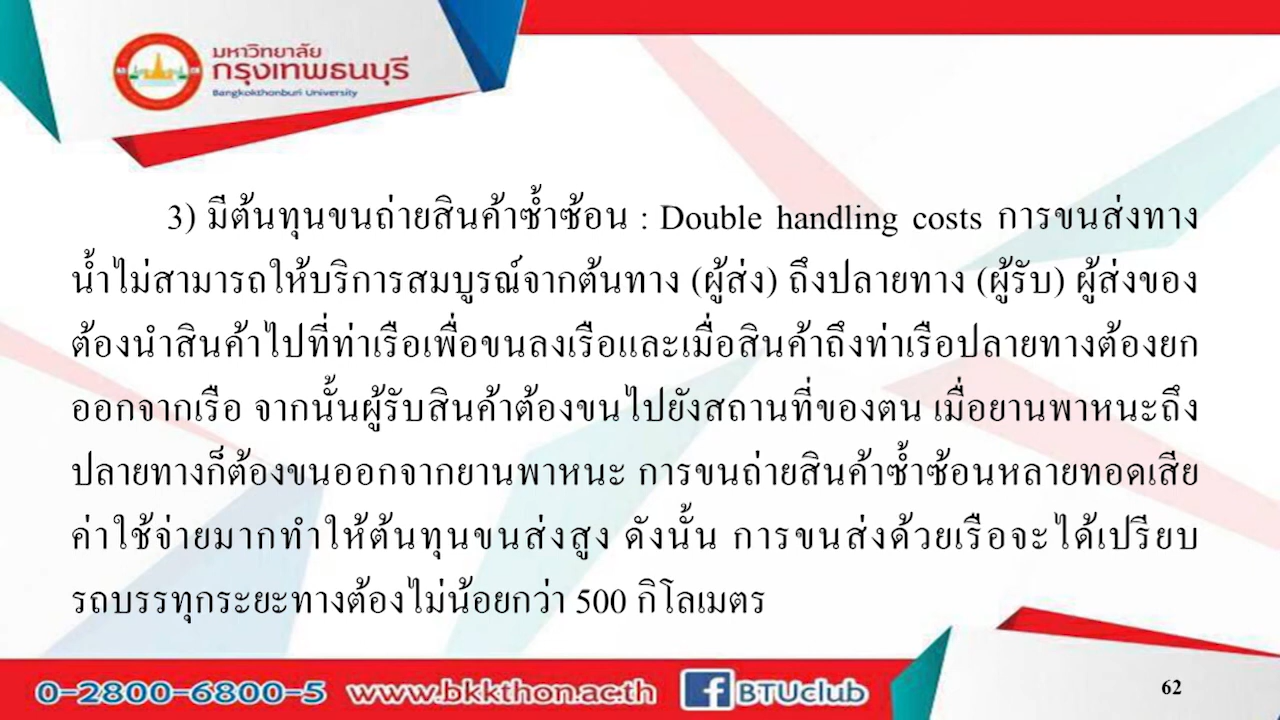 มหาวิทยาลัย
กรุงเทพธนบุรี
Bangkokthonburi University
3) มีต้นทุนขนถ่ายสินค้าซ้ำซ้อน : Double handling costs การขนส่งทาง
น้ำไม่สามารถให้บริการสมบูรณ์จากต้นทาง (ผู้ส่ง) ถึงปลายทาง (ผู้รับ) ผู้ส่งของ
ต้องนำสินค้าไปที่ท่าเรือเพื่อขนลงเรือและเมื่อสินค้าถึงท่าเรือปลายทางต้องยก
ออกจากเรือ จากนั้นผู้รับสินค้าต้องขนไปยังสถานที่ของตน เมื่อยานพาหนะถึง
ปลายทางก็ต้องขนออกจากยานพาหนะ การขนถ่ายสินค้าซ้ำซ้อนหลายทอดเสีย
ค่าใช้จ่ายมากทำให้ต้นทุนขนส่งสูง ดังนั้น การขนส่งด้วยเรือจะได้เปรียบ
รถบรรทุกระยะทางต้องไม่น้อยกว่า 500 กิโลเมตร
0-2800-6800-5 www.bkkthon.ac.th f BTUclub 62